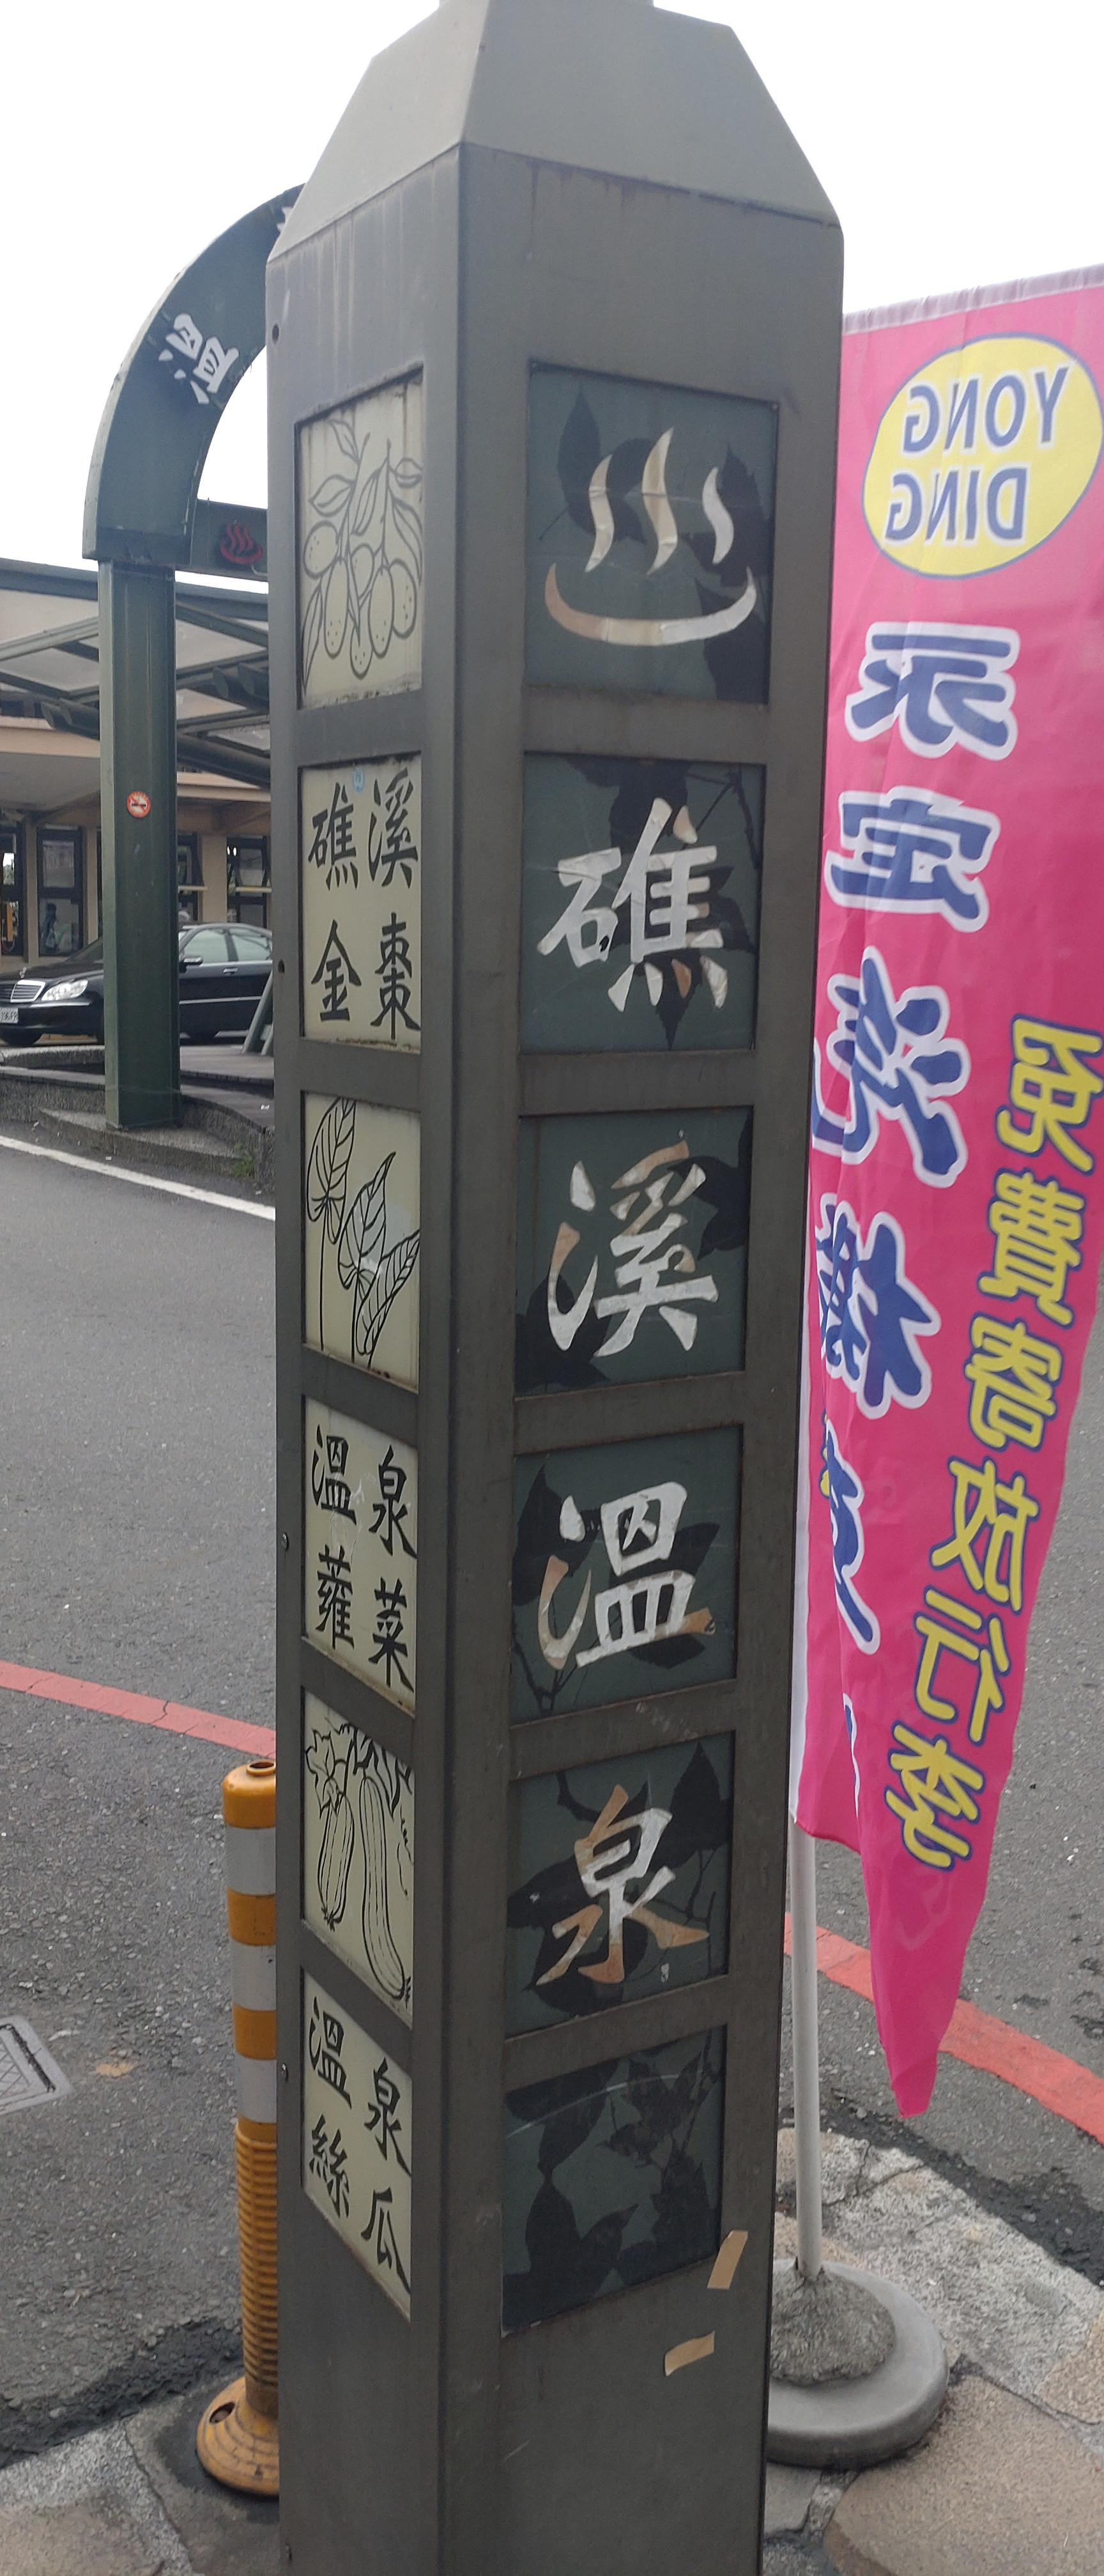 溫
礁溪
金棗
溫泉
蕹菜
溫泉
絲瓜
礁
溪
溫
泉
YONG
DING
免費寄放行李